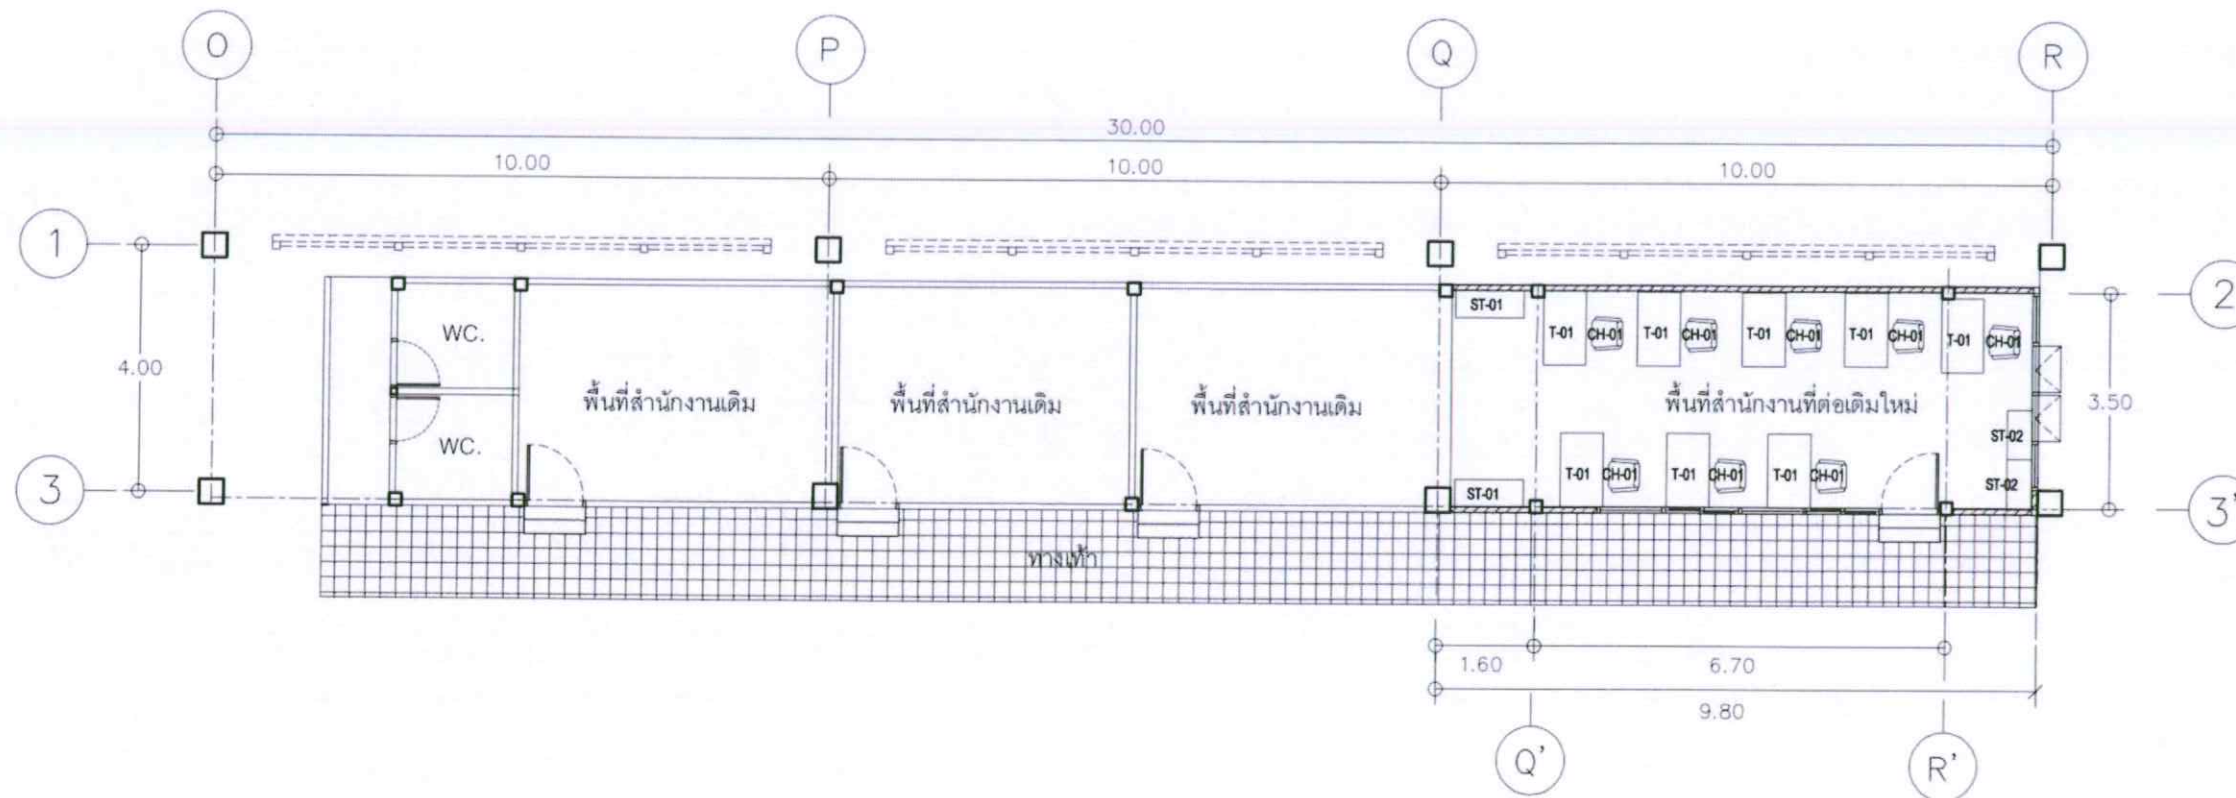 O P Q R
30.00
10.00 10.00 10.00
1
2
WC.
ST-01
T-01 CH-01 T-01 CH-01 T-01 CH-01 T-01 CH-01 T-01 CH-01
4.00
พื้นที่สำนักงานเดิม พื้นที่สำนักงานเดิม พื้นที่สำนักงานเดิม พื้นที่สำนักงานที่ต่อเติมใหม่
3.50
WC.
ST-02
T-01 CH-01 T-01 CH-01 T-01 CH-01
ST-02
3
ST-01
3'
ทางเท้า
1.60 6.70
9.80
Q' R'